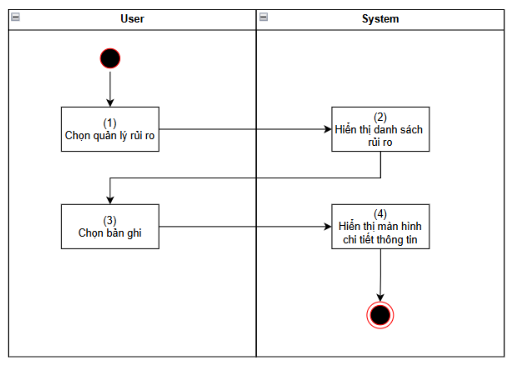 User
System
(1)
Chọn quản lý rủi ro
(2)
Hiển thị danh sách
rủi ro
(3)
Chọn bản ghi
(4)
Hiển thị màn hình
chi tiết thông tin